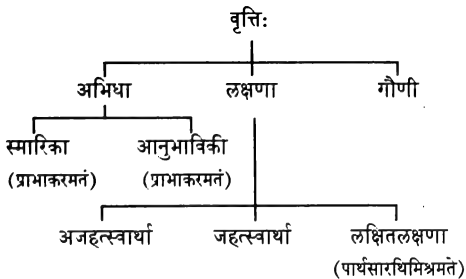 वृत्तिः
अभिधा लक्षणा गौणी
स्मारिका आनुभाविकी
(प्राभाकरमतं) (प्राभाकरमतं)
अजहत्स्वार्था जहत्स्वार्था लक्षितलक्षणा
(पार्थसारथिमिश्रमते)